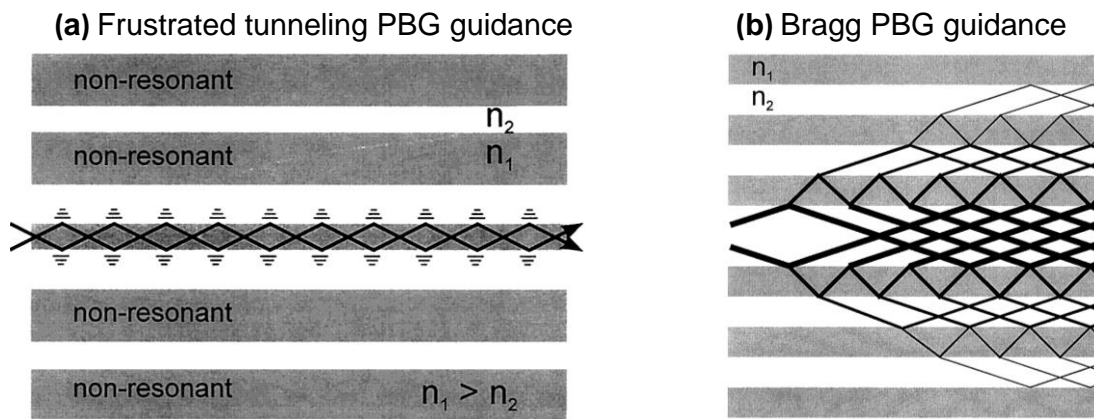 (a) Frustrated tunneling PBG guidance
non-resonant
n₂
non-resonant
n₁
non-resonant
non-resonant
n₁ > n₂
(b) Bragg PBG guidance
n₁
n₂